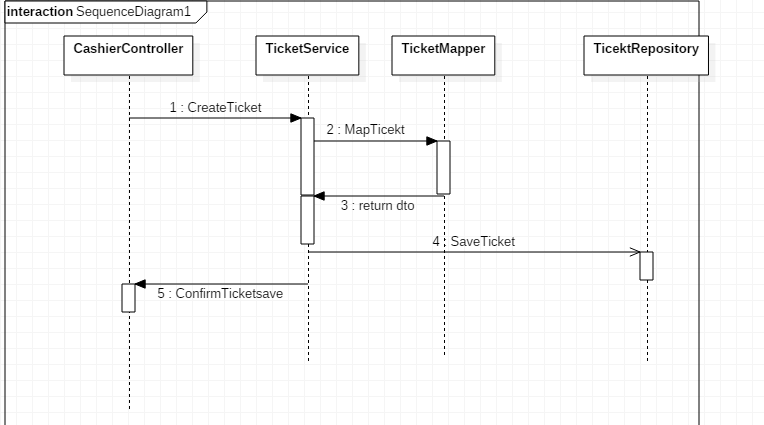 interaction SequenceDiagram1
CashierController
TicketService
TicketMapper
TicektRepository
1 : CreateTicket
2 : MapTicekt
3 : return dto
4 : SaveTicket
5 : ConfirmTicketsave